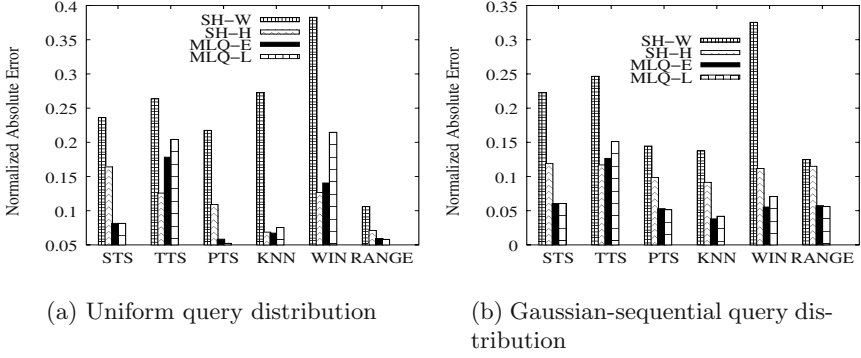 0.4
0.35
0.3
0.25
0.2
0.15
0.1
0.05
Normalized Absolute Error
SH−W
SH−H
MLQ−E
MLQ−L
STS TTS PTS KNN WIN RANGE
(a) Uniform query distribution
0.35
0.3
0.25
0.2
0.15
0.1
0.05
0
Normalized Absolute Error
SH−W
SH−H
MLQ−E
MLQ−L
STS TTS PTS KNN WIN RANGE
(b) Gaussian-sequential query dis-
tribution